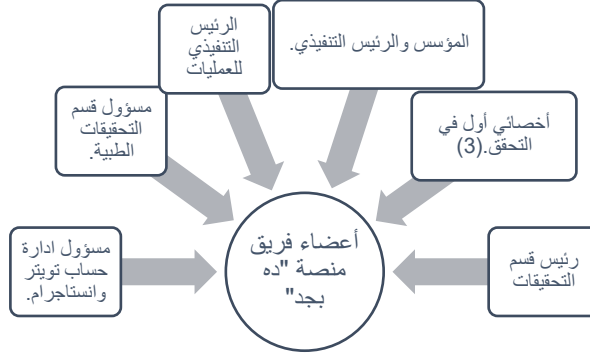 الرئيس
التنفيذي
للعمليات
المؤسس والرئيس التنفيذي.
مسؤول قسم
التحقيقات
الطبية.
أخصائي أول في
التحقق.(3)
مسؤول ادارة
حساب تويتر
وانستاجرام.
أعضاء فريق
منصة "ده
بجد"
رئيس قسم
التحقيقات